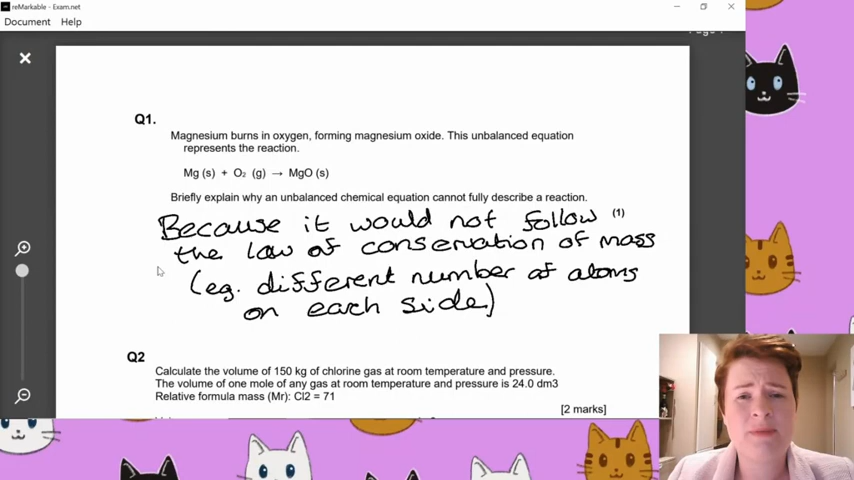 reMarkable - Exam.net
Document Help
Q1.
Magnesium burns in oxygen, forming magnesium oxide. This unbalanced equation
represents the reaction.
Mg (s) + O2 (g) → MgO (s)
Briefly explain why an unbalanced chemical equation cannot fully describe a reaction.
(1)
Because it would not follow
the law of conservation of mass
(eg. different number of atoms
on each side)
Q2
Calculate the volume of 150 kg of chlorine gas at room temperature and pressure.
The volume of one mole of any gas at room temperature and pressure is 24.0 dm3
Relative formula mass (Mr): Cl2 = 71
[2 marks]